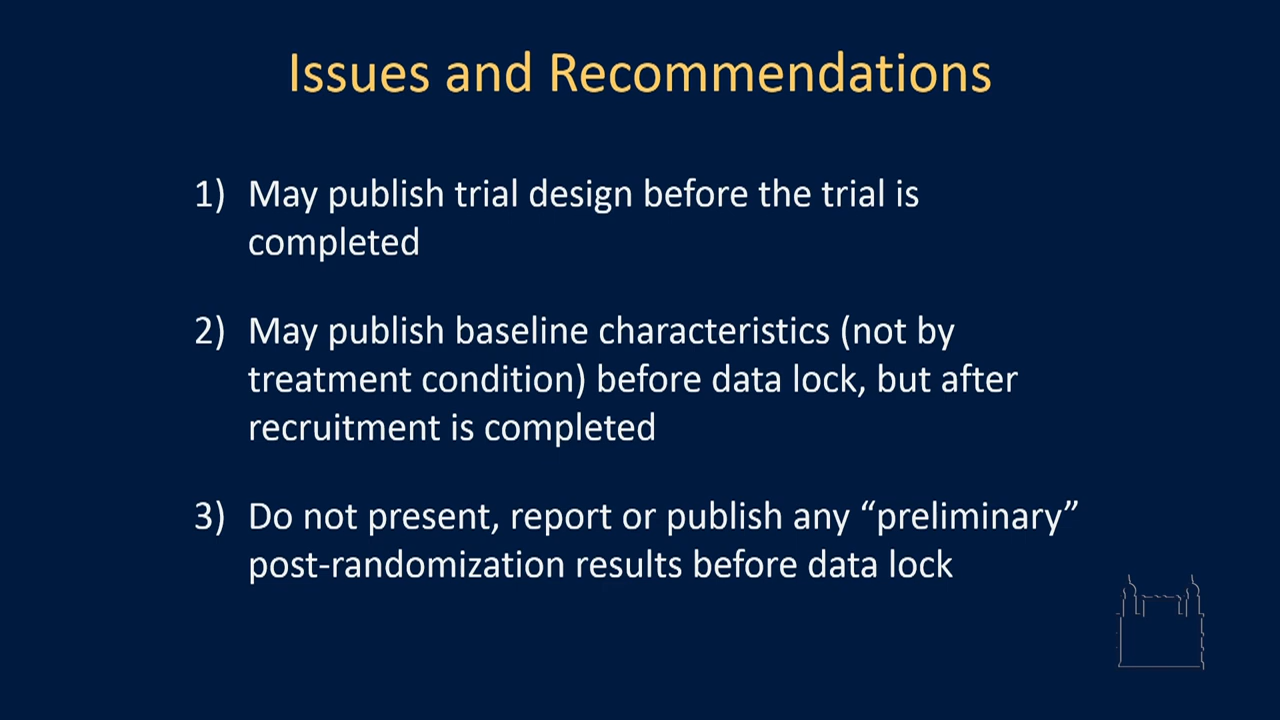 Issues and Recommendations
1) May publish trial design before the trial is
completed
2) May publish baseline characteristics (not by
treatment condition) before data lock, but after
recruitment is completed
3) Do not present, report or publish any “preliminary”
post-randomization results before data lock